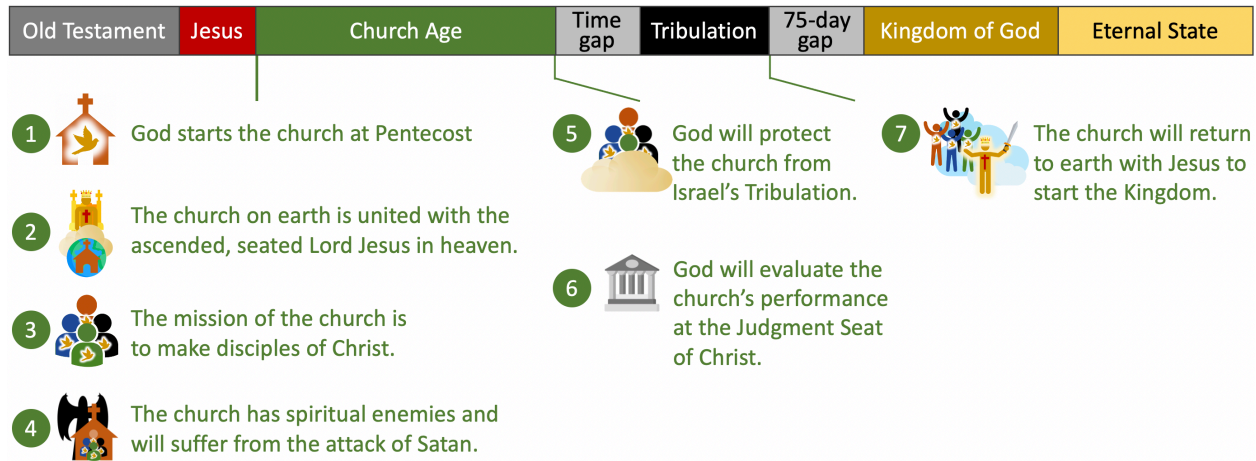 Old Testament
Jesus
Church Age
Time
gap
Tribulation
75-day
gap
Kingdom of God
Eternal State
1
God starts the church at Pentecost
2
The church on earth is united with the
ascended, seated Lord Jesus in heaven.
3
The mission of the church is
to make disciples of Christ.
4
The church has spiritual enemies and
will suffer from the attack of Satan.
5
God will protect
the church from
Israel’s Tribulation.
6
God will evaluate the
church’s performance
at the Judgment Seat
of Christ.
7
The church will return
to earth with Jesus to
start the Kingdom.